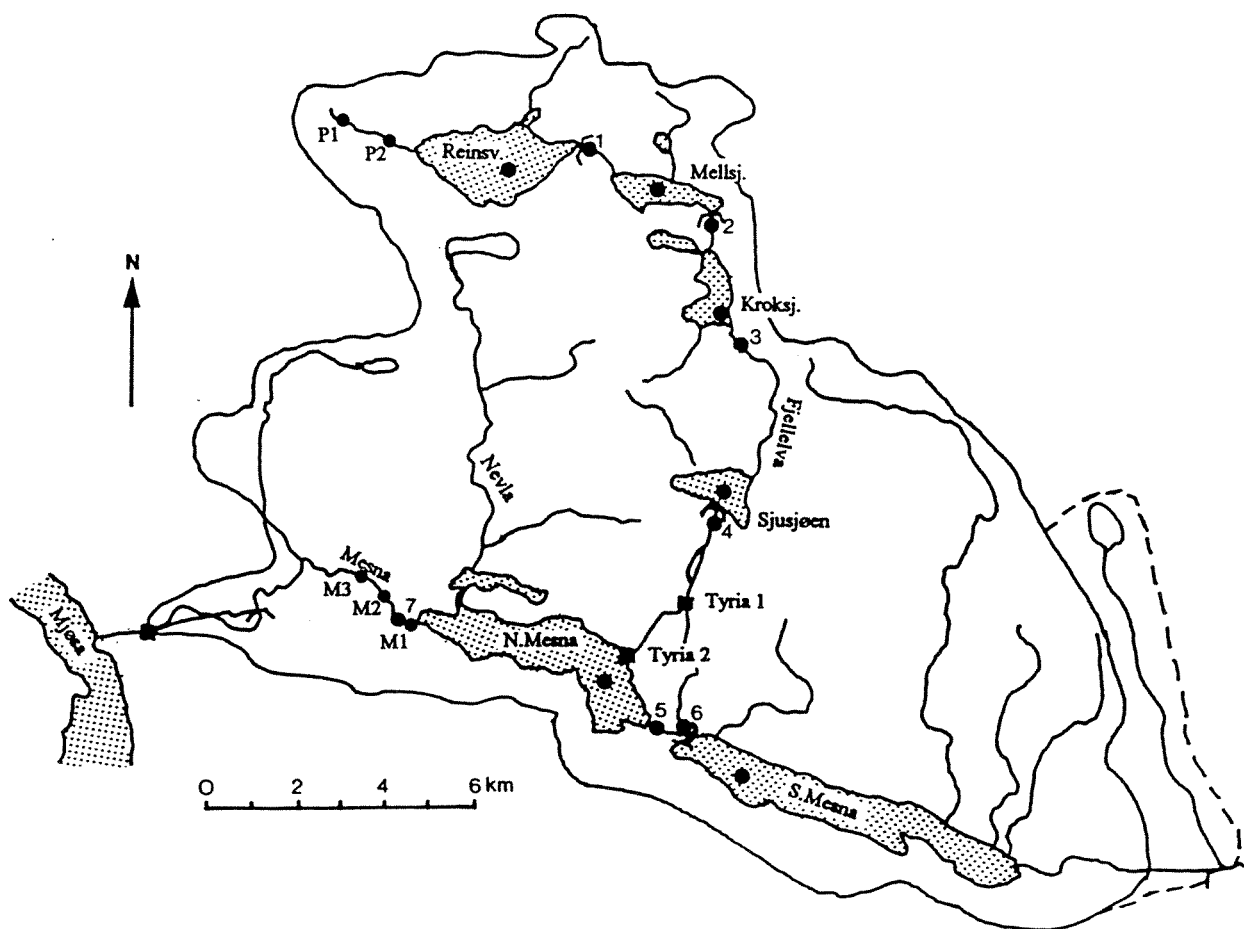 P1
P2
Reinsv.
1
Mellsj.
2
N
Kroksj.
3
Fjellelva
Nevla
Sjusjøen
4
Mesna
M3
M2
7
M1
Tyria 1
N.Mesna
Tyria 2
Mjøsa
5
6
S.Mesna
0 2 4 6 km